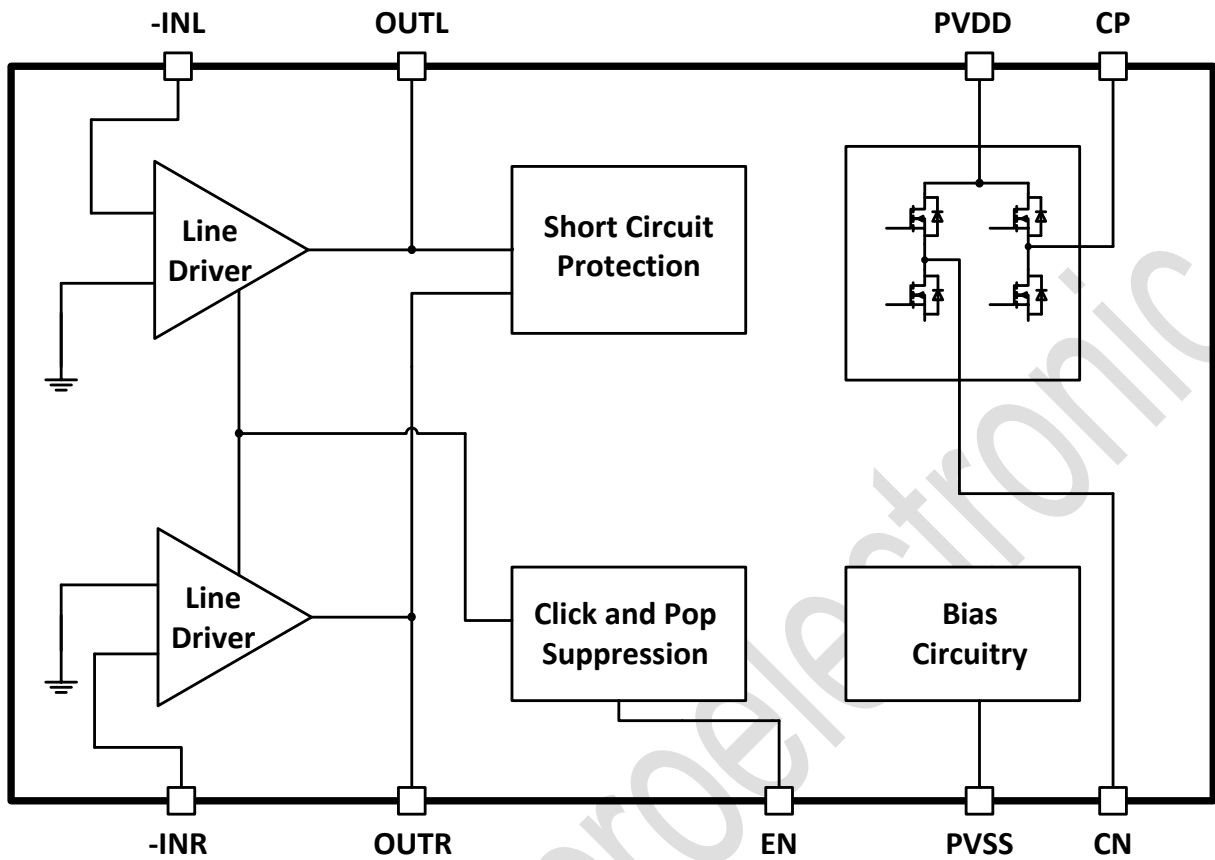 -INL OUTL PVDD CP
Line
Driver
Short Circuit
Protection
Line
Driver
Click and Pop
Suppression
Bias
Circuitry
-INR OUTR EN PVSS CN
roelectronic